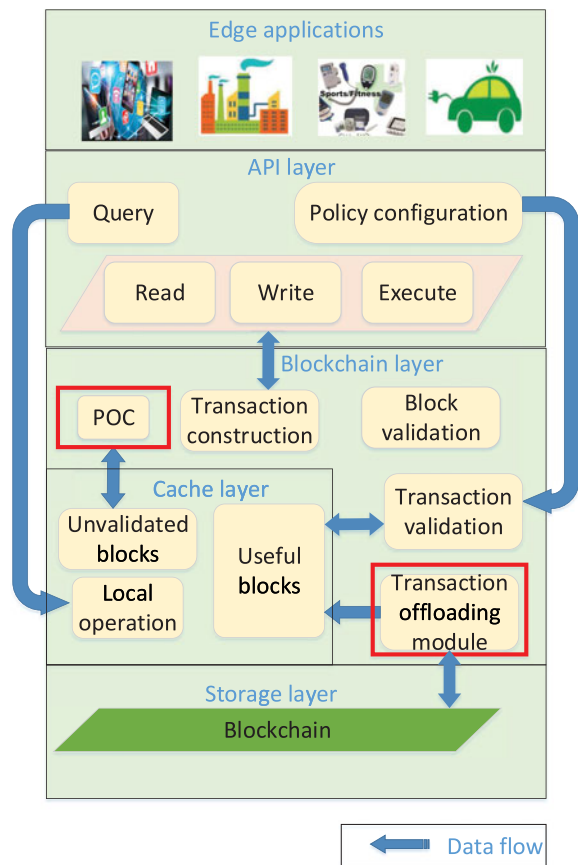 Edge applications
Sports/Fitness
API layer
Query
Policy configuration
Read
Write
Execute
Blockchain layer
POC
Transaction
construction
Block
validation
Cache layer
Unvalidated
blocks
Useful
blocks
Transaction
validation
Local
operation
Transaction
offloading
module
Storage layer
Blockchain
Data flow